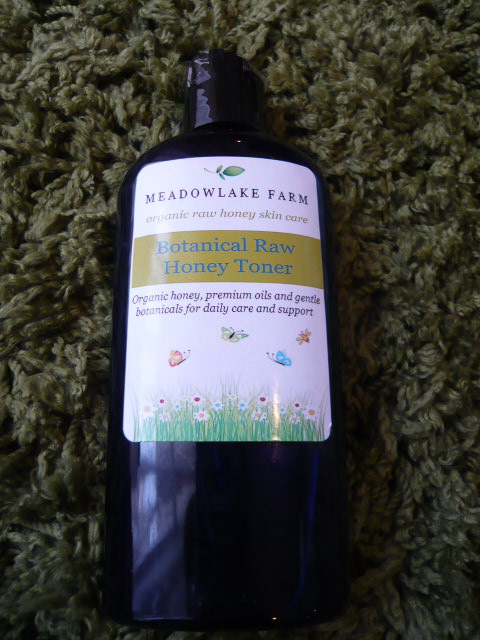 MEADOWLAKE FARM
organic raw honey skin care
Botanical Raw
Honey Toner
Organic honey, premium oils and gentle
botanicals for daily care and support